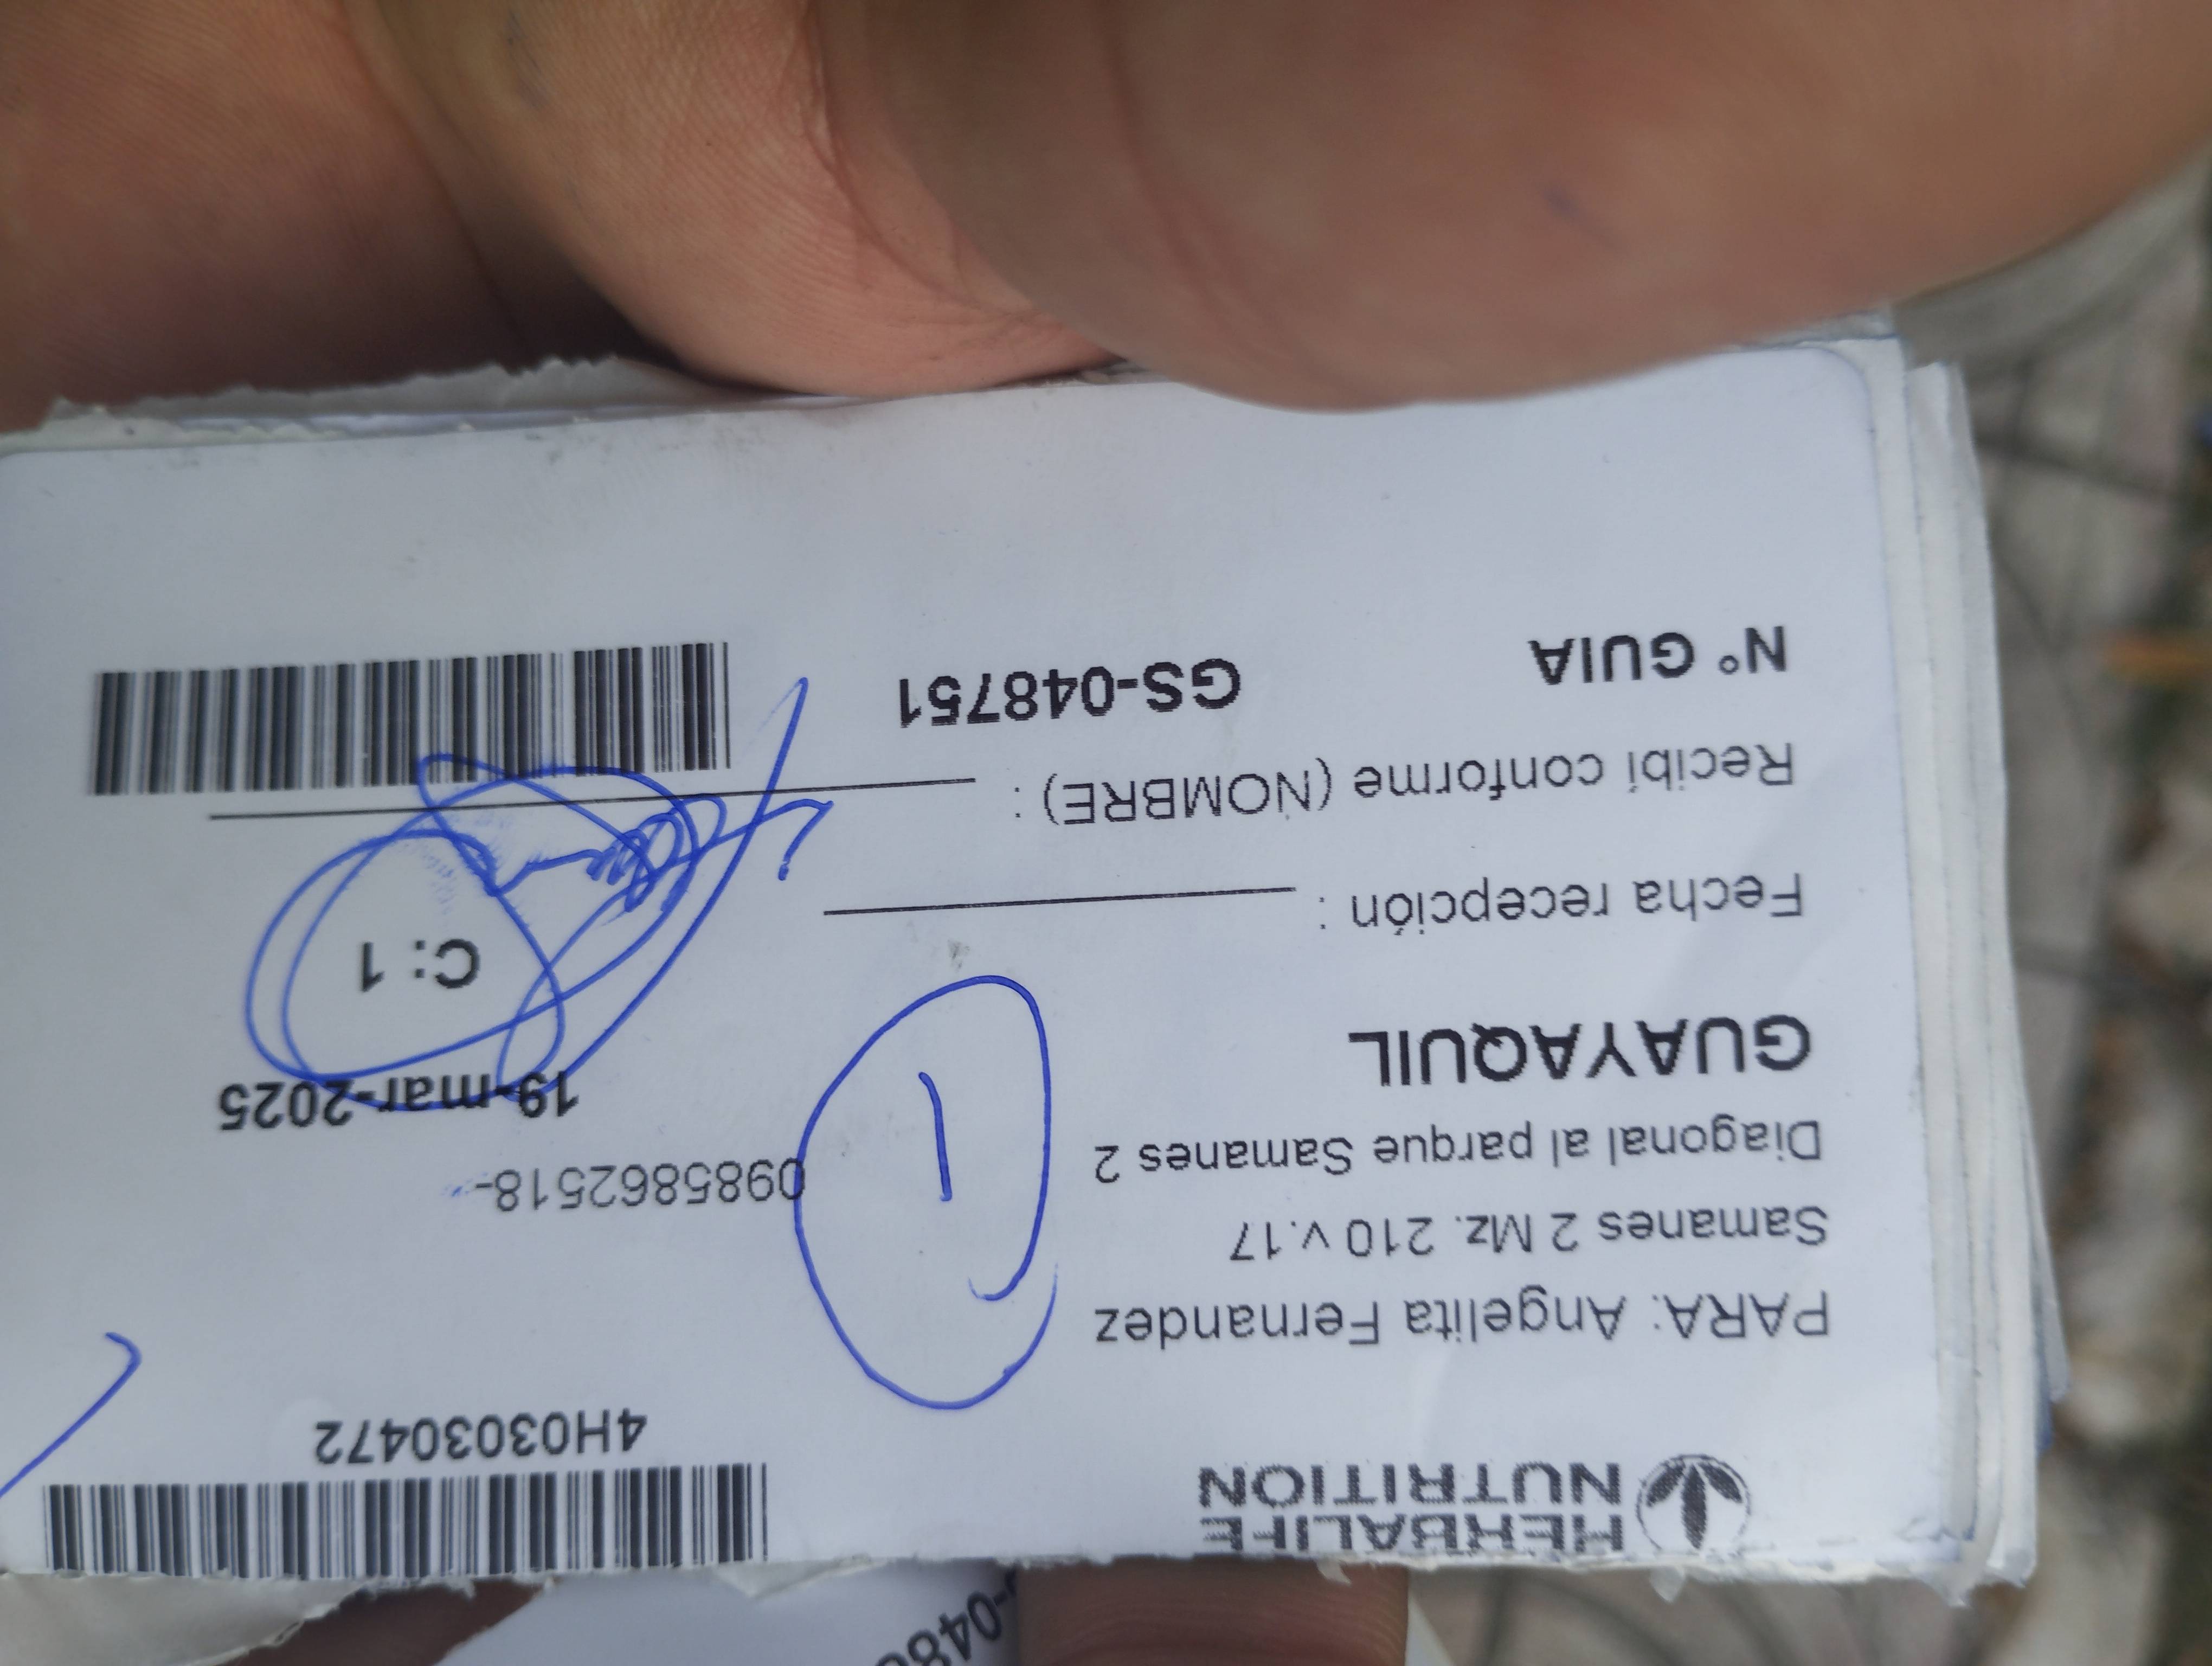 HERBALIFE
NUTRITION
4H03030472
PARA: Angelita Fernandez
Samanes 2 Mz. 210 v.17
Diagonal al parque Samanes 2
0985862518-
GUAYAQUIL
19-mar-2025
1
Fecha recepción :
C: 1
Recibí conforme (NOMBRE) :
N° GUIA
GS-048751